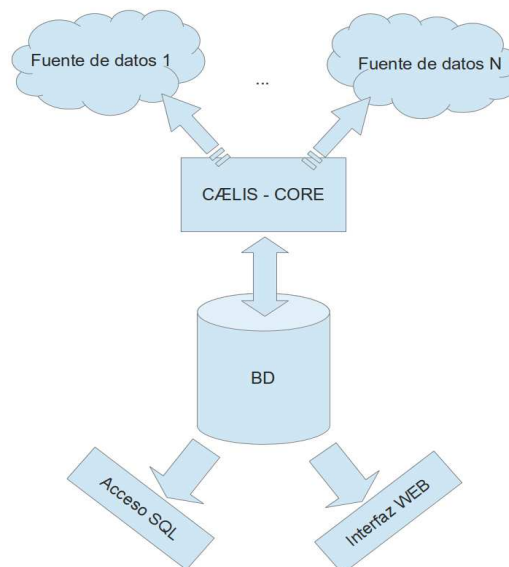 Fuente de datos 1
...
Fuente de datos N
CÆLIS - CORE
BD
Acceso SQL
Interfaz WEB